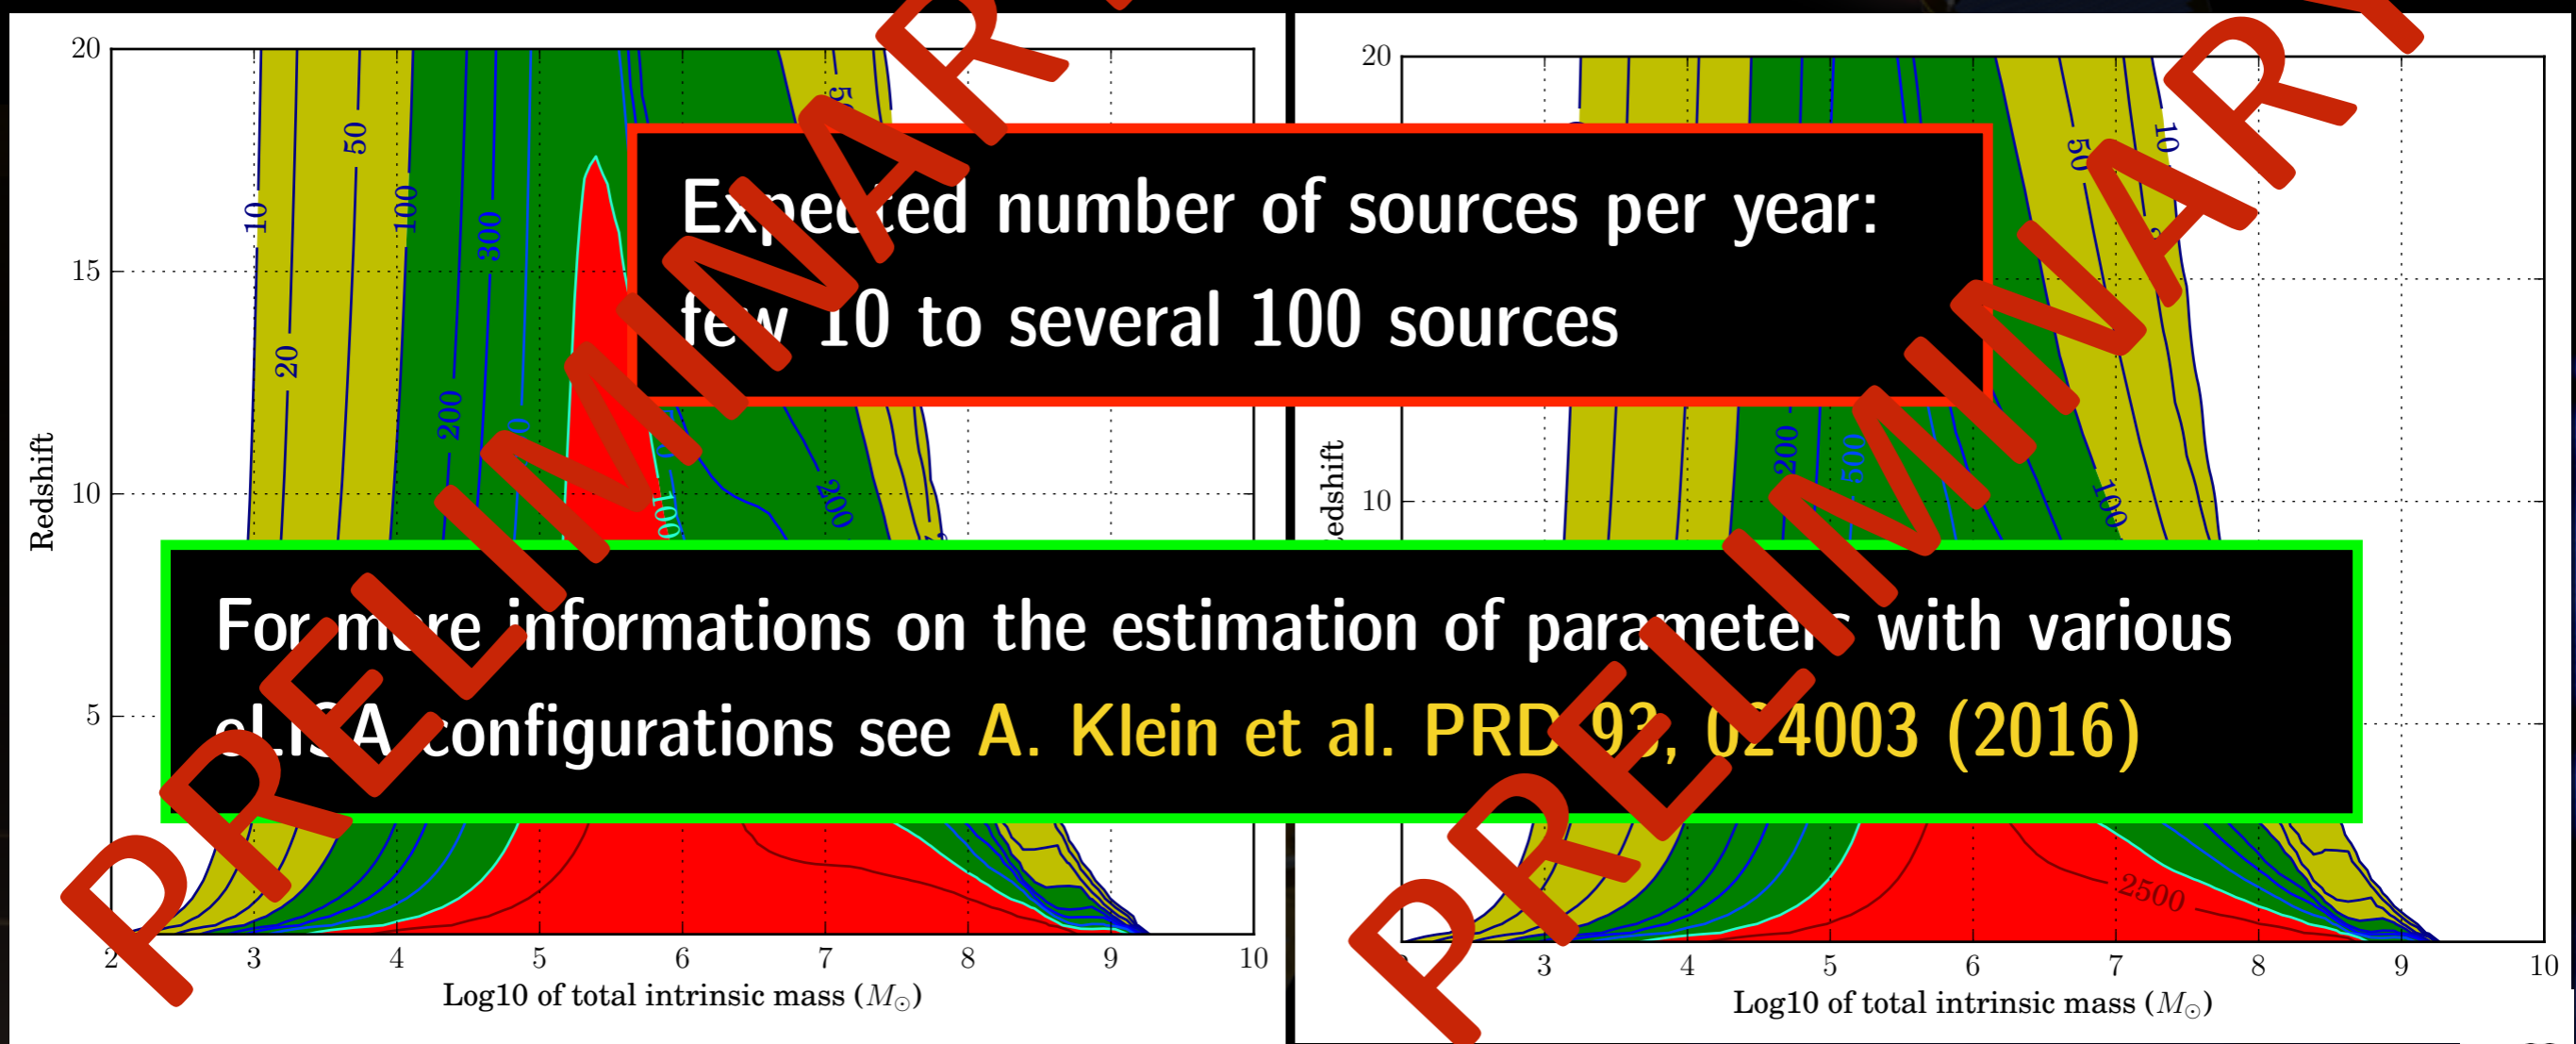 PRELIMINARY
PRELIMINARY
Expected number of sources per year:
few 10 to several 100 sources
For more informations on the estimation of parameters with various
eLISA configurations see A. Klein et al. PRD 93, 024003 (2016)
20
15
10
5
Redshift
10
20
50
100
200
300
50
200
100
2 3 4 5 6 7 8 9 10
Log10 of total intrinsic mass (M☉)
20
10
200
500
50
10
100
2500
3 4 5 6 7 8 9 10
Log10 of total intrinsic mass (M☉)